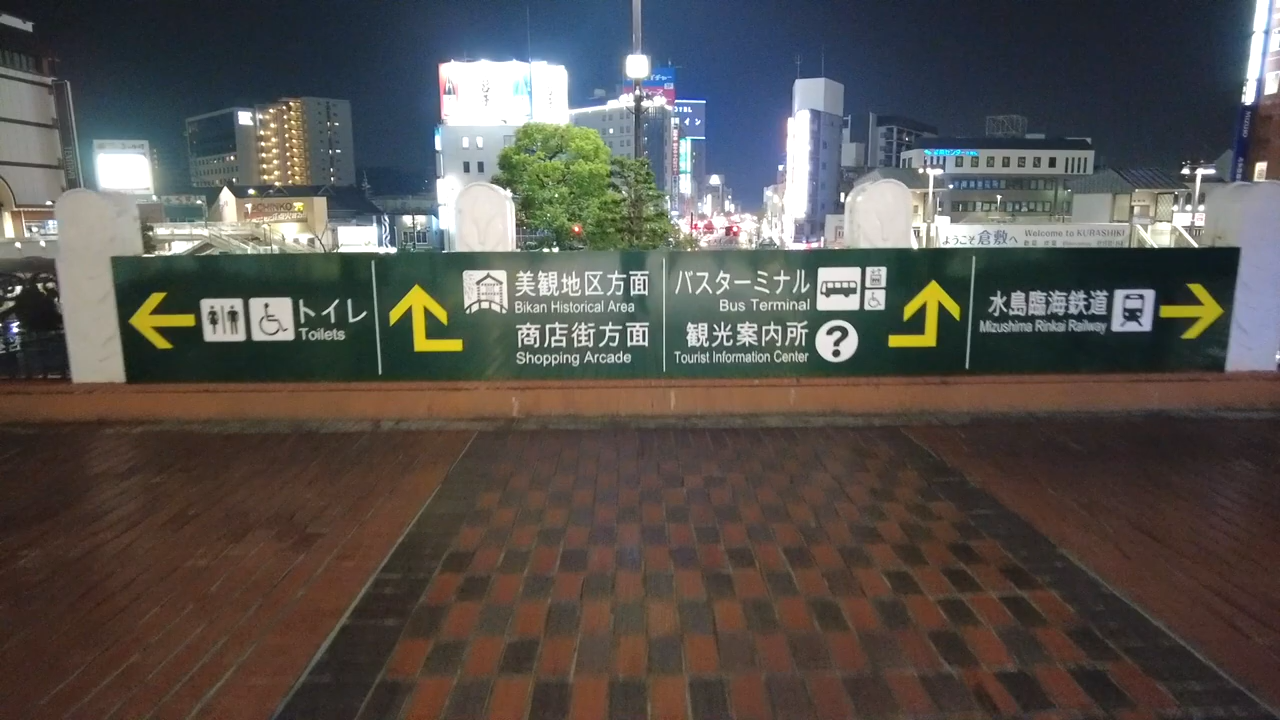 トイレ
Toilets
美観地区方面
Bikan Historical Area
商店街方面
Shopping Arcade
バスターミナル
Bus Terminal
観光案内所
Tourist Information Center
?
水島臨海鉄道
Mizushima Rinkai Railway
ようこそ倉敷へ
Welcome to KURASHIKI